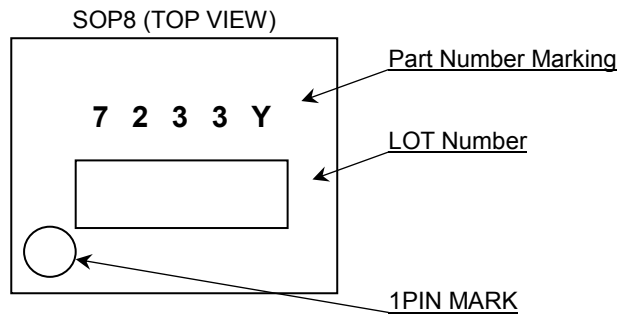 SOP8 (TOP VIEW)
Part Number Marking
7 2 3 3 Y
LOT Number
1PIN MARK